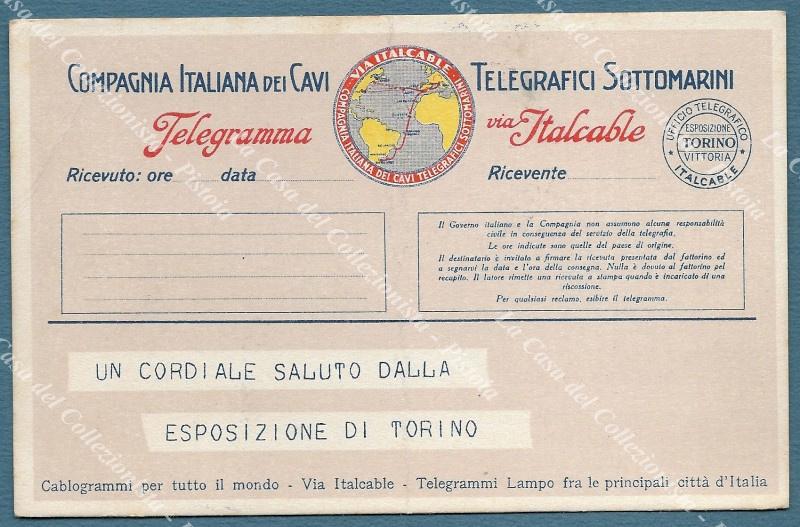 COMPAGNIA ITALIANA DEI CAVI TELEGRAFICI SOTTOMARINI
VIA ITALCABLE
COMPAGNIA ITALIANA DEI CAVI TELEGRAFICI SOTTOMARINI
Telegramma via Italcable
UFFICIO TELEGRAFICO
ESPOSIZIONE
TORINO
VITTORIA
ITALCABLE
Ricevuto: ore data Ricevente
Il Governo italiano e la Compagnia non assumono alcuna responsabilità
civile in conseguenza del servizio della telegrafia.
Le ore indicate sono quelle del paese di origine.
Il destinatario è invitato a firmare la ricevuta presentata dal fattorino ed
a segnarvi la data e l'ora della consegna. Nulla è dovuto al fattorino pel
recapito. Il latore rimette una ricevuta a stampa quando è incaricato di una
riscossione.
Per qualsiasi reclamo, esibire il telegramma.
UN CORDIALE SALUTO DALLA
ESPOSIZIONE DI TORINO
Cablogrammi per tutto il mondo - Via Italcable - Telegrammi Lampo fra le principali città d'Italia
La Casa del Collezionista - Pistoia